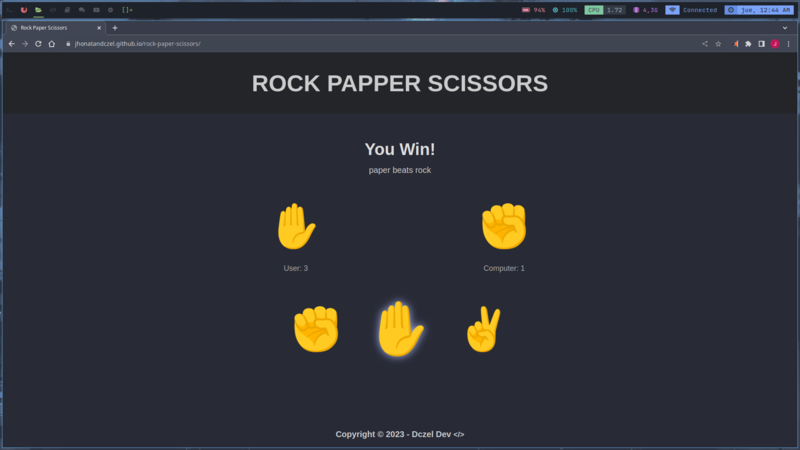 94% 100% CPU 1.72 4,3G Connected jue, 12:44 AM
Rock Paper Scissors
jhonatandczel.github.io/rock-paper-scissors/
ROCK PAPPER SCISSORS
You Win!
paper beats rock
User: 3
Computer: 1
Copyright © 2023 - Dczel Dev </>